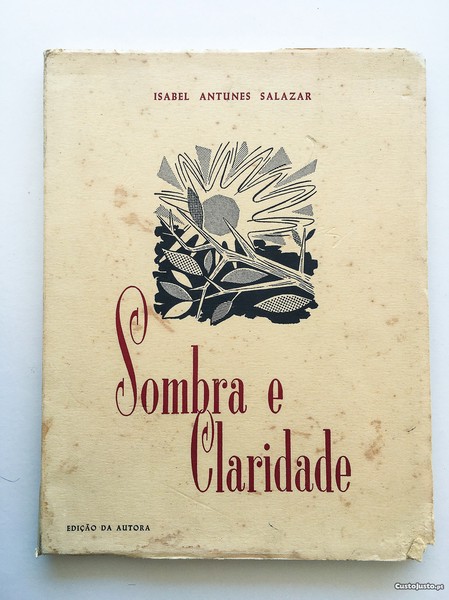 ISABEL ANTUNES SALAZAR
Sombra e
Claridade
EDIÇÃO DA AUTORA
CustoJusto.pt